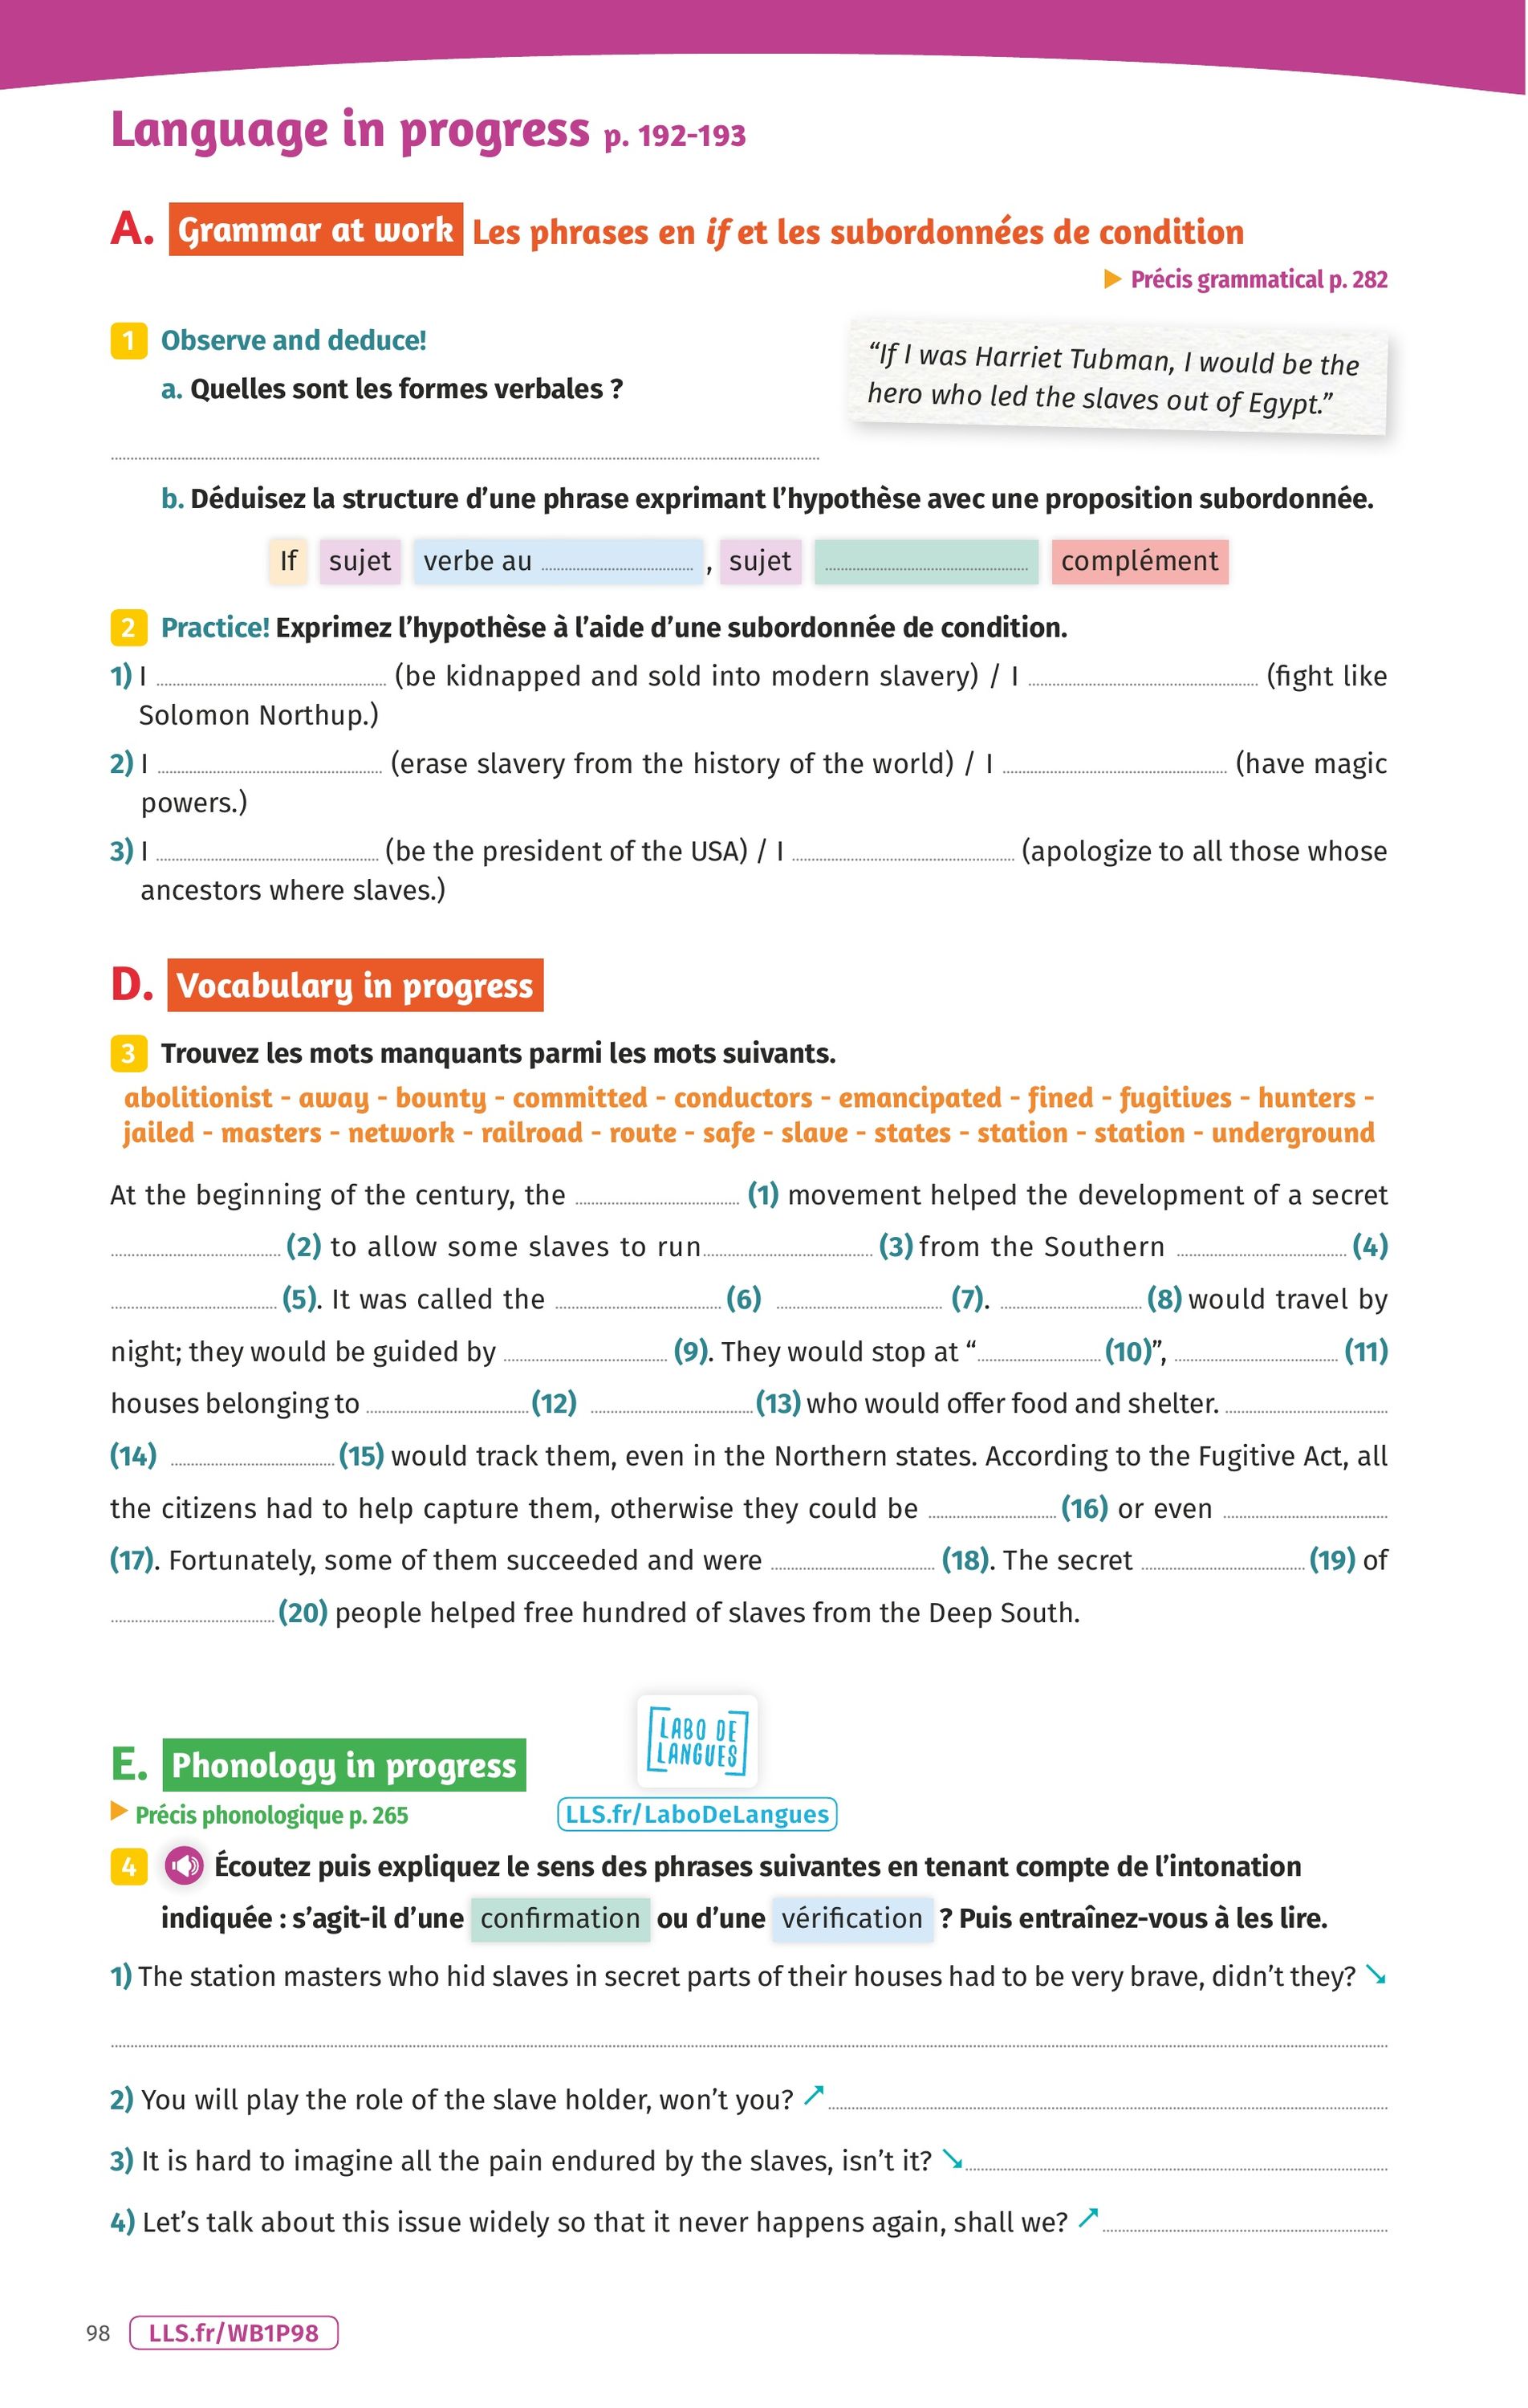 Language in progress p. 192-193
A. Grammar at work Les phrases en if et les subordonnées de condition
▶ Précis grammatical p. 282
1 Observe and deduce!
a. Quelles sont les formes verbales ?
“If I was Harriet Tubman, I would be the
hero who led the slaves out of Egypt.”
b. Déduisez la structure d’une phrase exprimant l’hypothèse avec une proposition subordonnée.
If sujet verbe au ............ , sujet ............ complément
2 Practice! Exprimez l’hypothèse à l’aide d’une subordonnée de condition.
1) I ............ (be kidnapped and sold into modern slavery) / I ............ (fight like
Solomon Northup.)
2) I ............ (erase slavery from the history of the world) / I ............ (have magic
powers.)
3) I ............ (be the president of the USA) / I ............ (apologize to all those whose
ancestors where slaves.)
D. Vocabulary in progress
3 Trouvez les mots manquants parmi les mots suivants.
abolitionist - away - bounty - committed - conductors - emancipated - fined - fugitives - hunters -
jailed - masters - network - railroad - route - safe - slave - states - station - station - underground
At the beginning of the century, the ............ (1) movement helped the development of a secret
............ (2) to allow some slaves to run ............ (3) from the Southern ............ (4)
............ (5). It was called the ............ (6) ............ (7). ............ (8) would travel by
night; they would be guided by ............ (9). They would stop at “............ (10)”, ............ (11)
houses belonging to ............ (12) ............ (13) who would offer food and shelter. ............
(14) ............ (15) would track them, even in the Northern states. According to the Fugitive Act, all
the citizens had to help capture them, otherwise they could be ............ (16) or even ............
(17). Fortunately, some of them succeeded and were ............ (18). The secret ............ (19) of
............ (20) people helped free hundred of slaves from the Deep South.
LABO DE
LANGUES
E. Phonology in progress
▶ Précis phonologique p. 265
LLS.fr/LaboDeLangues
4 Écoutez puis expliquez le sens des phrases suivantes en tenant compte de l’intonation
indiquée : s’agit-il d’une confirmation ou d’une vérification ? Puis entraînez-vous à les lire.
1) The station masters who hid slaves in secret parts of their houses had to be very brave, didn’t they? ↘
2) You will play the role of the slave holder, won’t you? ↗ ............
3) It is hard to imagine all the pain endured by the slaves, isn’t it? ↘ ............
4) Let’s talk about this issue widely so that it never happens again, shall we? ↗ ............
98 LLS.fr/WB1P98